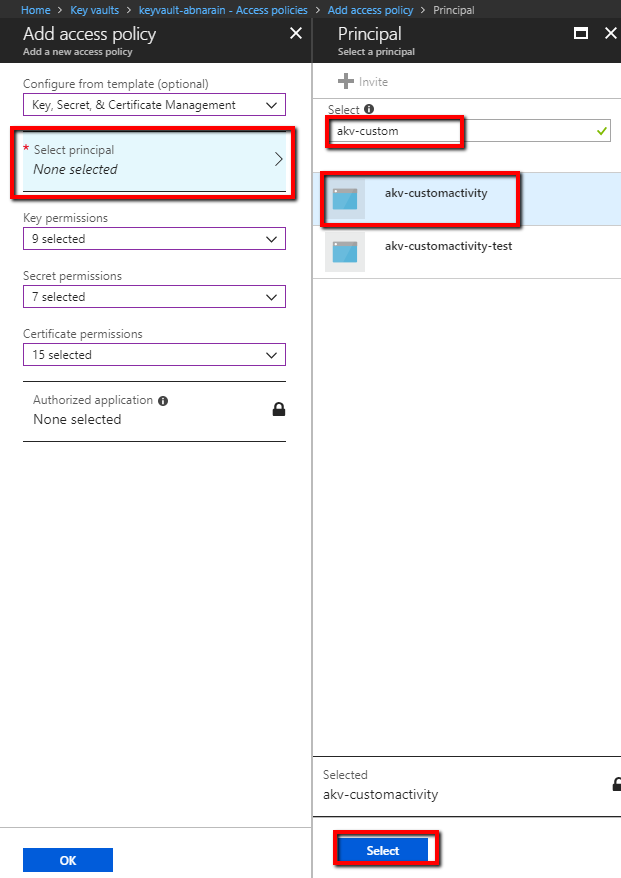 Home > Key vaults > keyvault-abnarain - Access policies > Add access policy > Principal
Add access policy
Add a new access policy
Configure from template (optional)
Key, Secret, & Certificate Management
* Select principal
None selected
Key permissions
9 selected
Secret permissions
7 selected
Certificate permissions
15 selected
Authorized application
None selected
OK
Principal
Select a principal
Invite
Select
akv-custom
akv-customactivity
akv-customactivity-test
Selected
akv-customactivity
Select